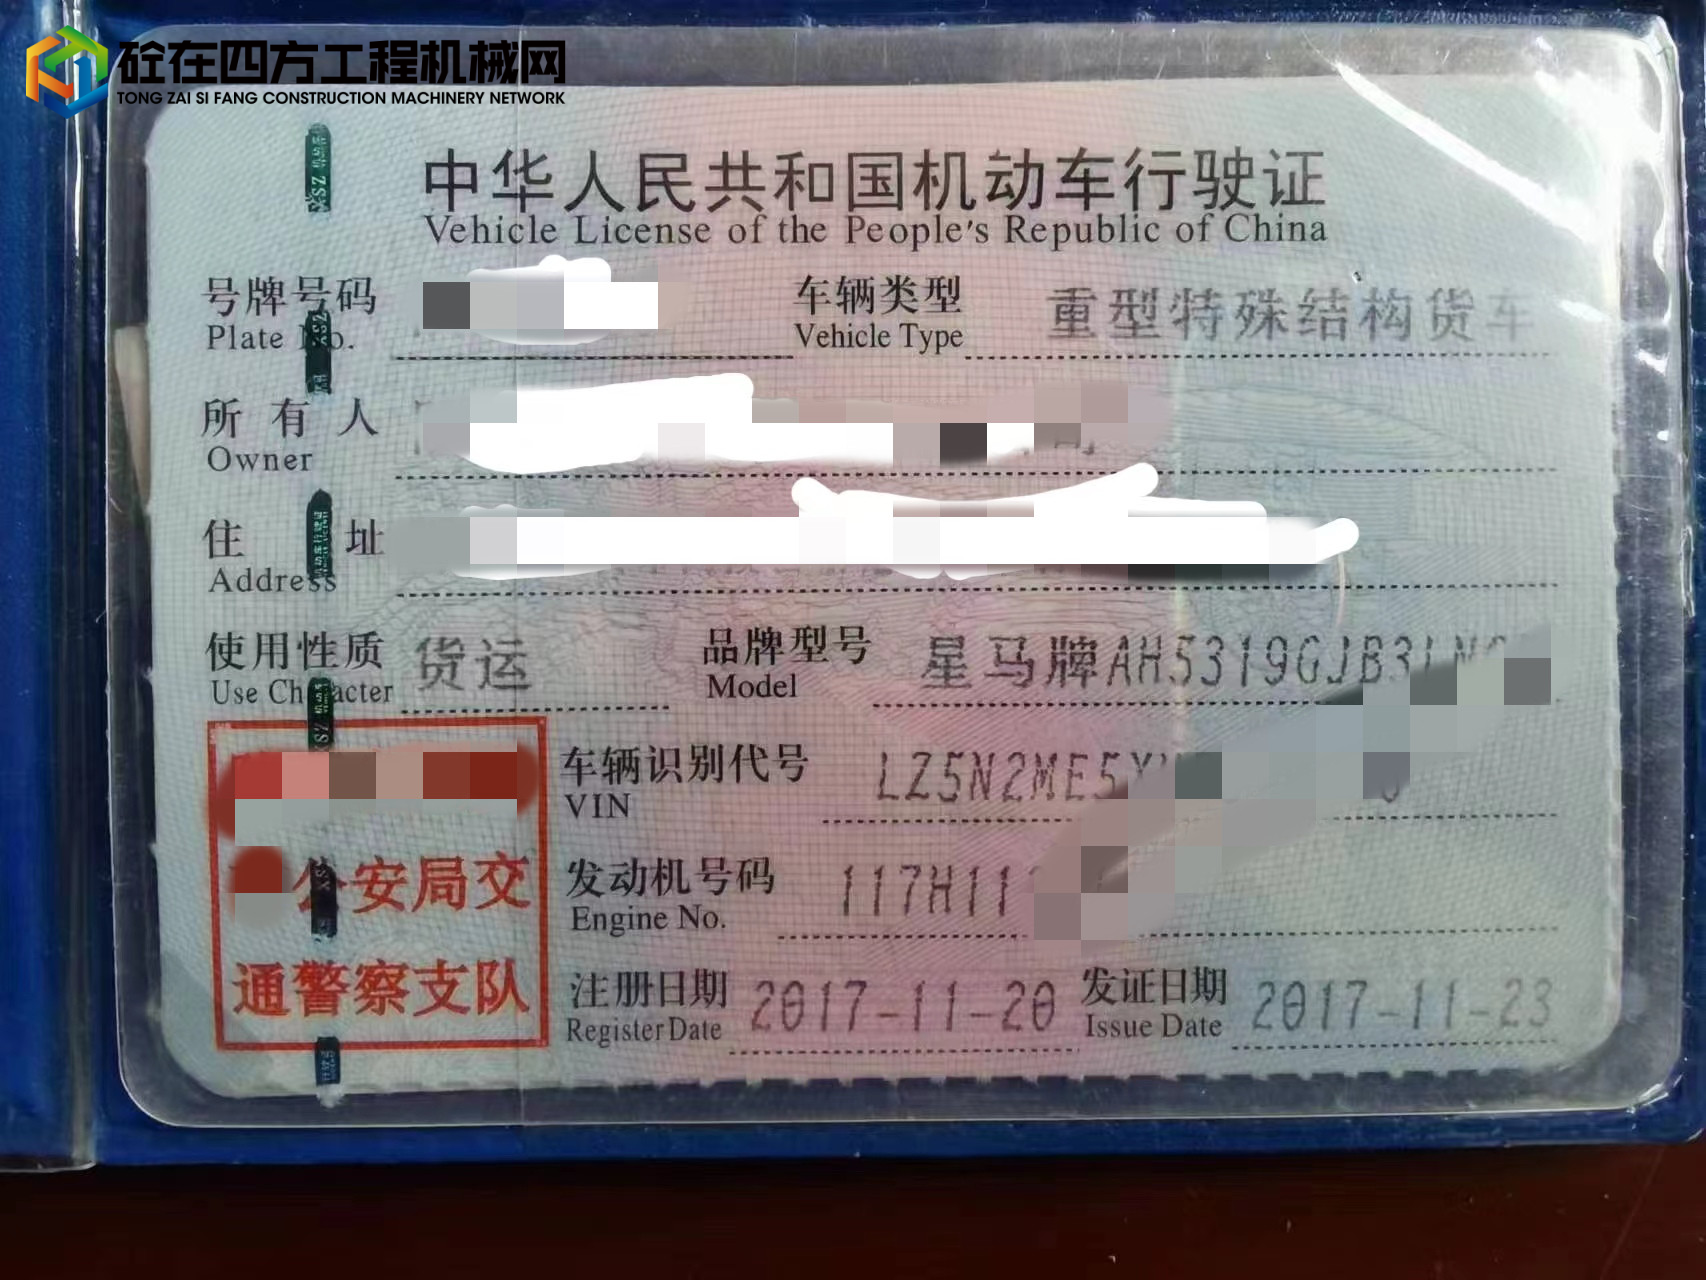 砼在四方工程机械网
TONG ZAI SI FANG CONSTRUCTION MACHINERY NETWORK
中华人民共和国机动车行驶证
Vehicle License of the People's Republic of China
号牌号码 车辆类型 重型特殊结构货车
Plate No. Vehicle Type
所有人
Owner
住址
Address
使用性质 货运 品牌型号 星马牌AH5319GJB3LN
Use Character Model
车辆识别代号 LZ5N2ME5X
VIN
公安局交
通警察支队
发动机号码 117H11
Engine No.
注册日期 2017-11-20 发证日期 2017-11-23
Register Date Issue Date